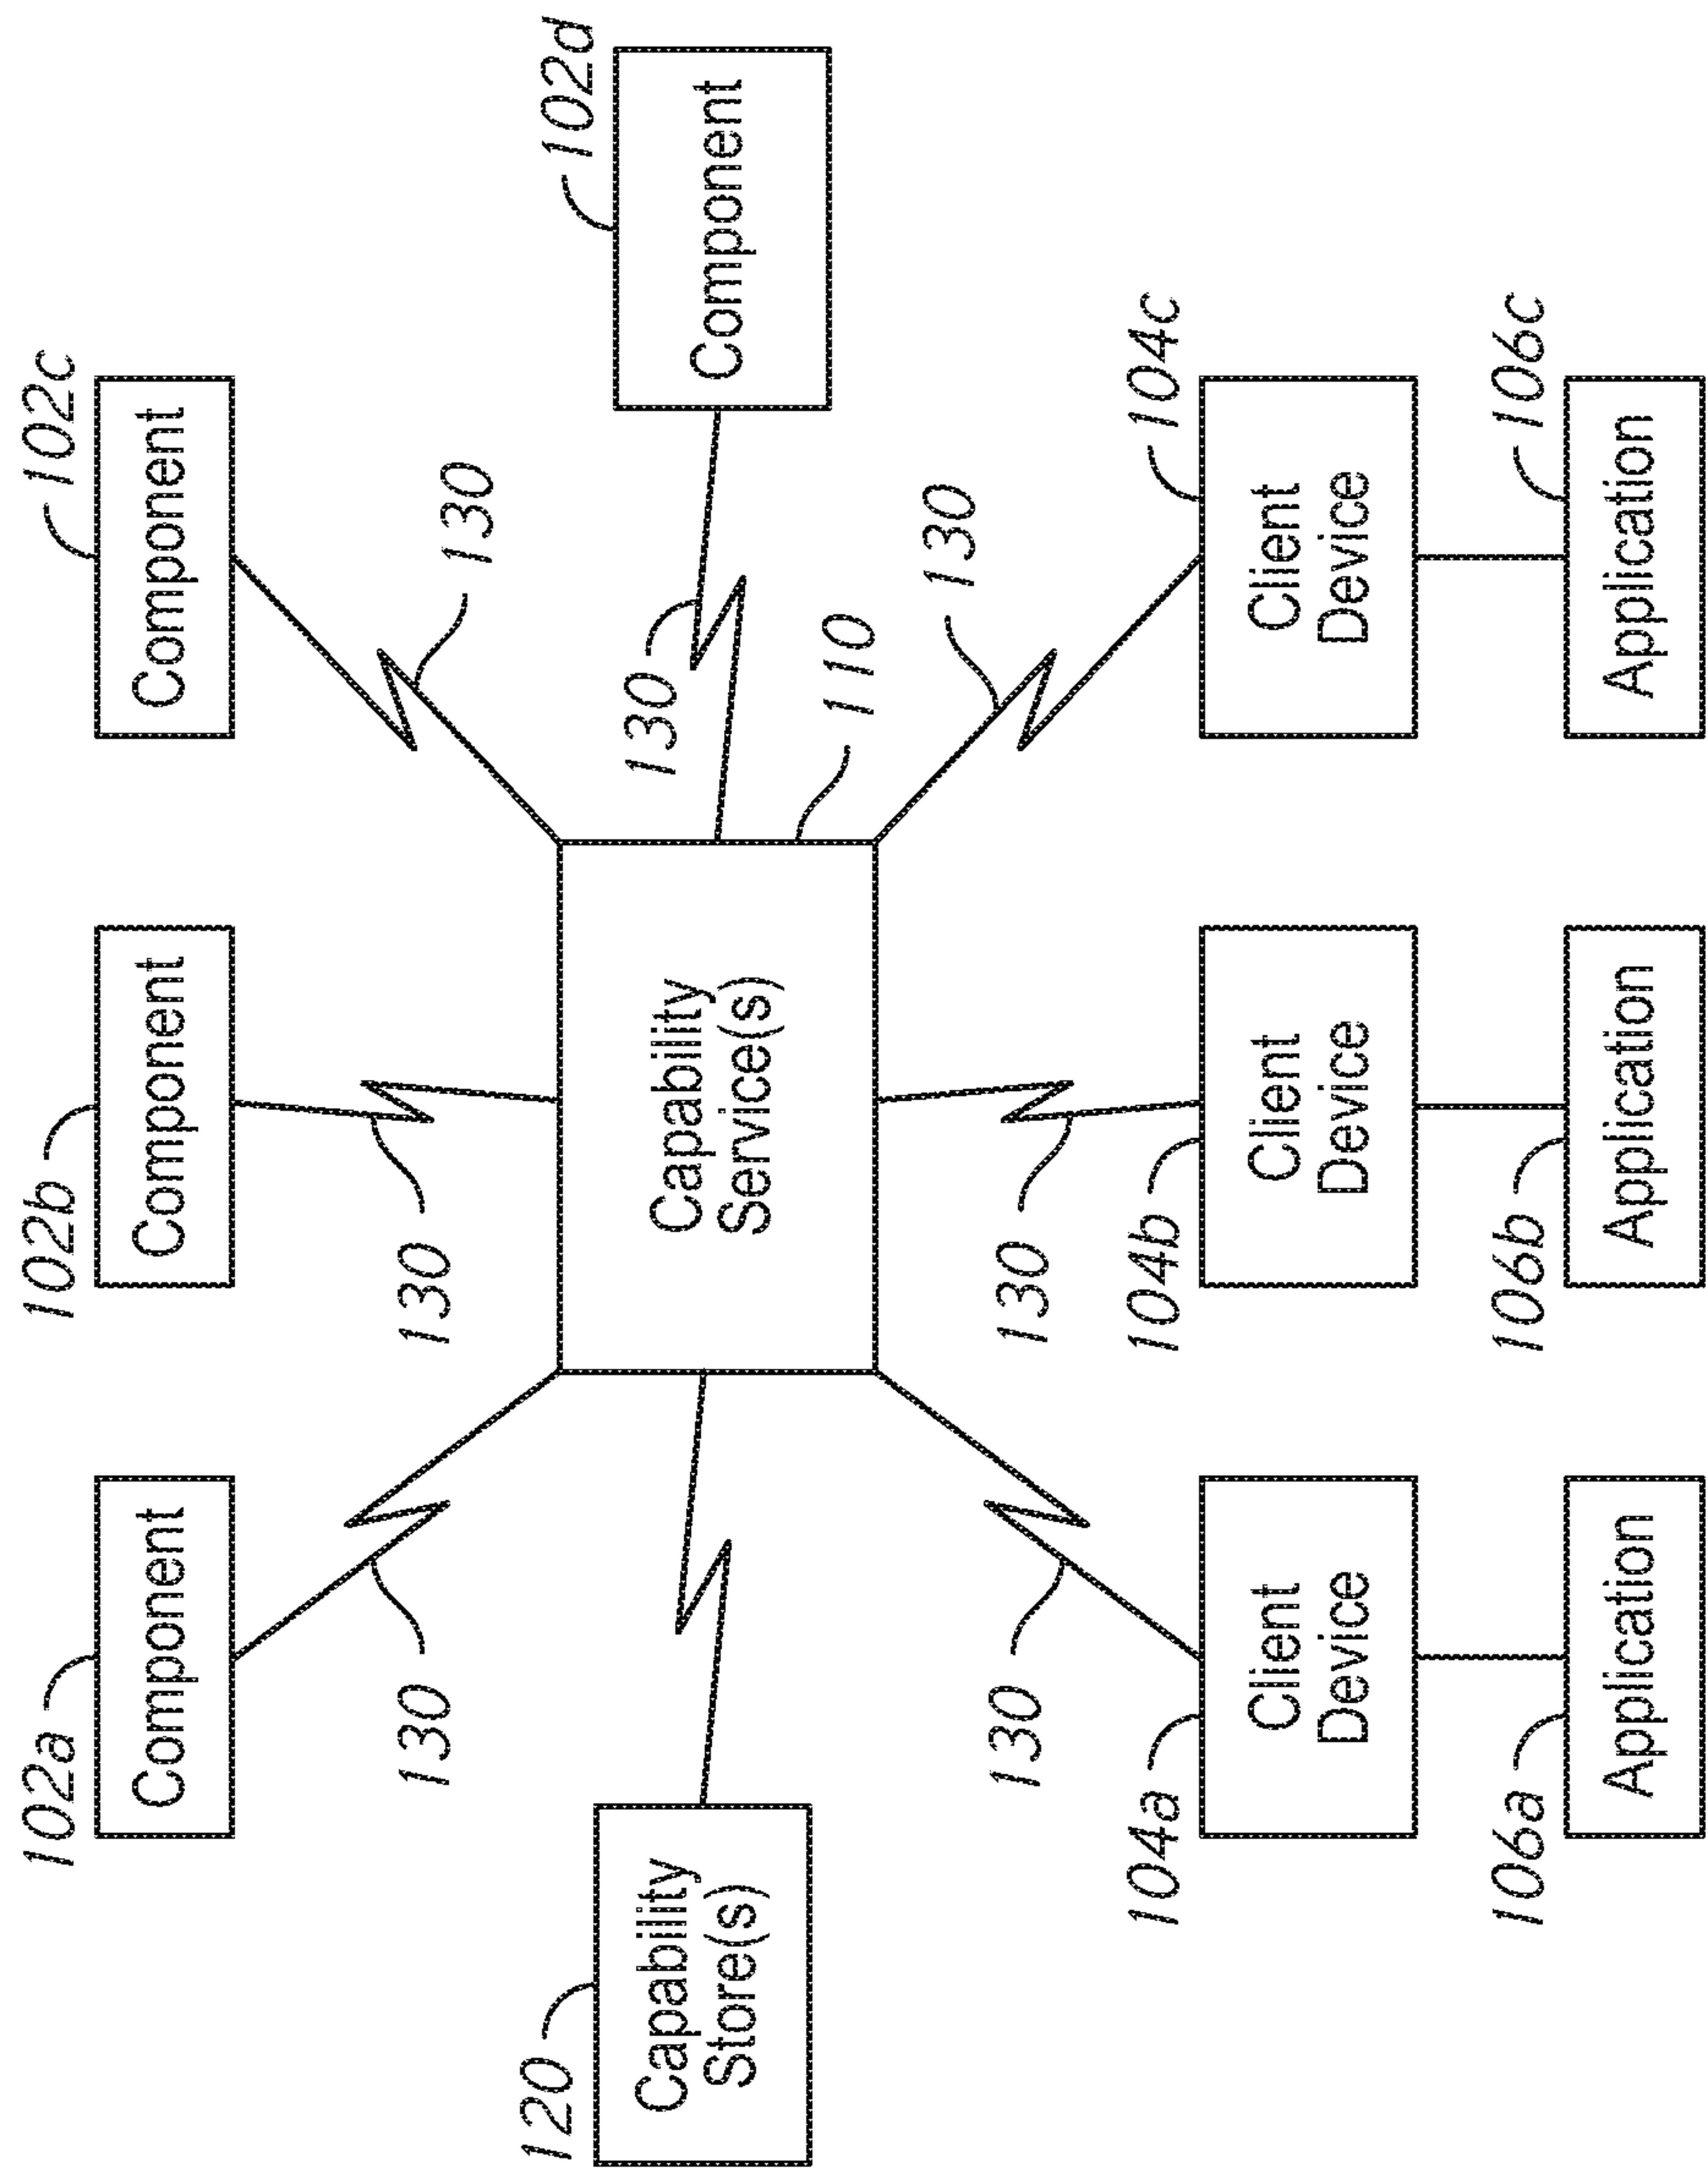 102a
102b
102c
Component
Component
Component
130
130
130
120
102d
Capability
Store(s)
Capability
Service(s)
Component
130
110
130
130
130
104a
104b
104c
Client
Device
Client
Device
Client
Device
106a
106b
106c
Application
Application
Application